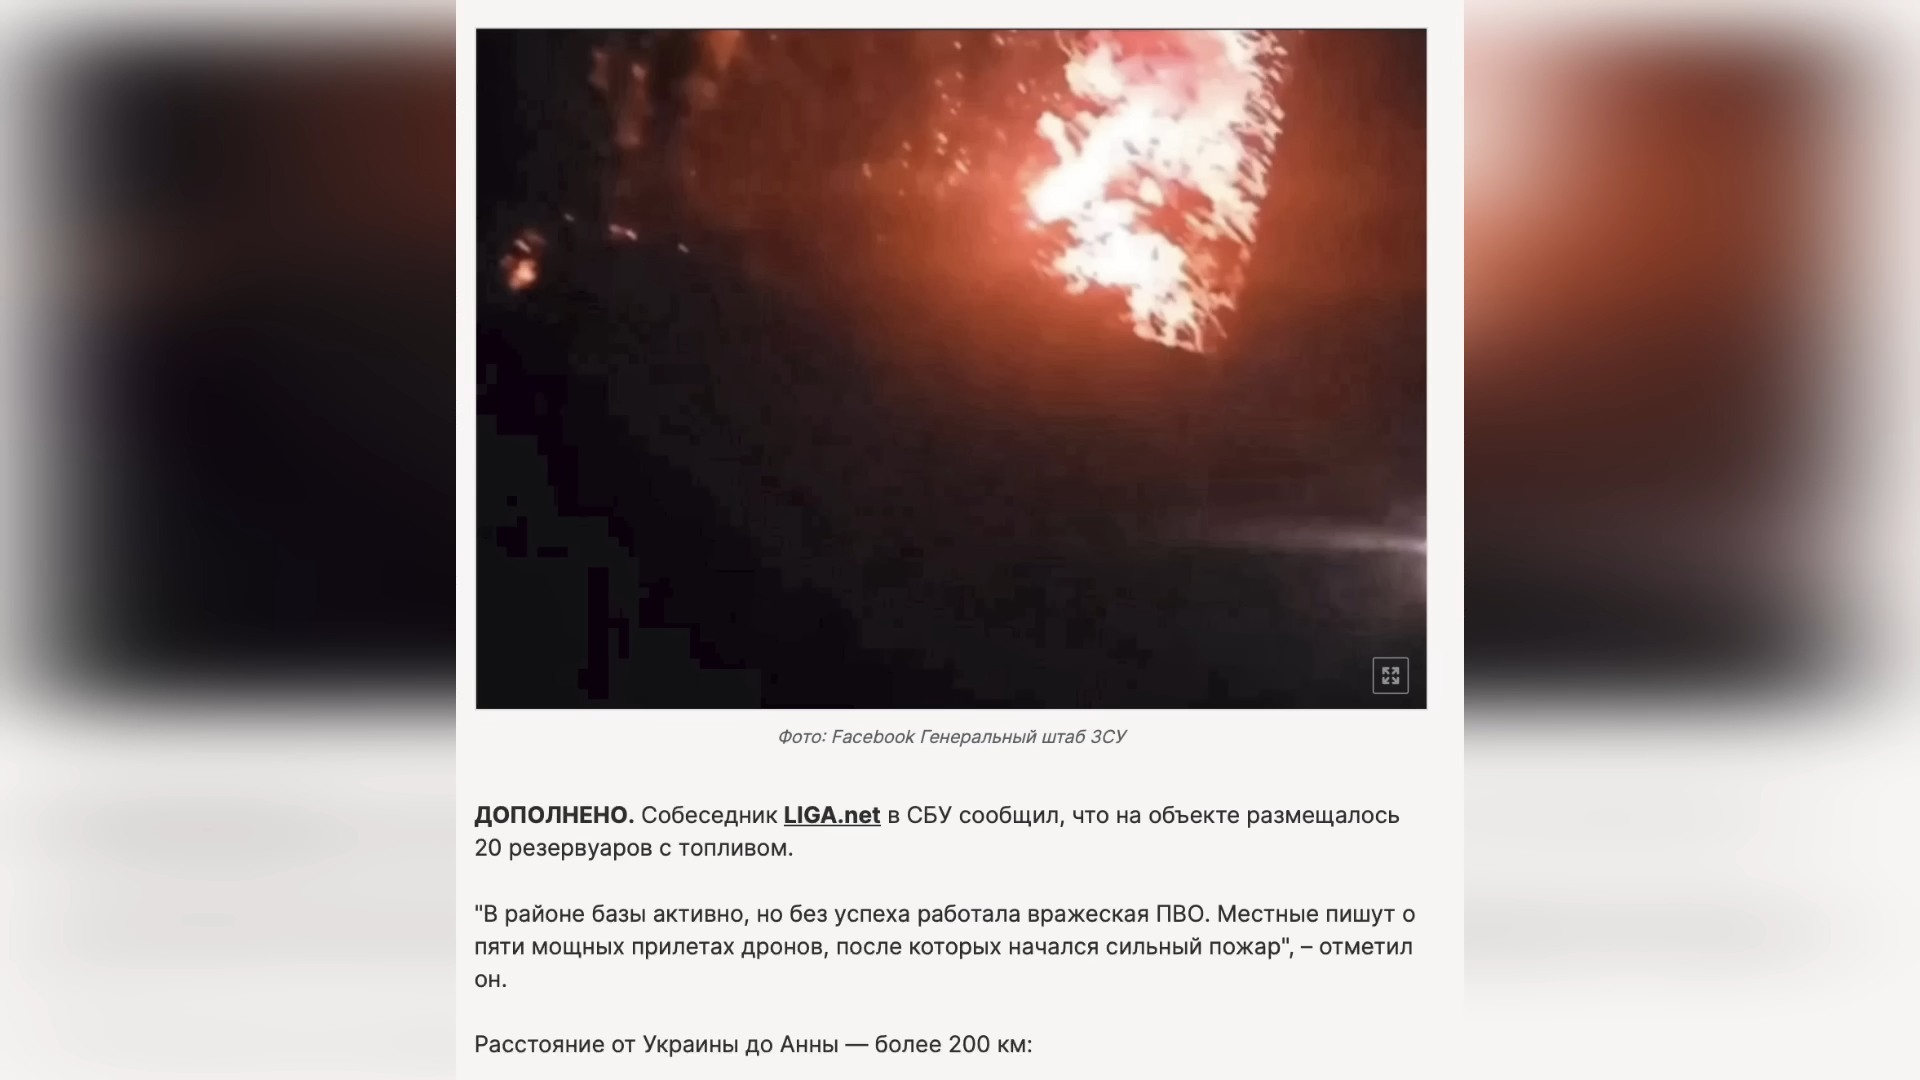 Фото: Facebook Генеральный штаб ЗСУ
ДОПОЛНЕНО. Собеседник LIGA.net в СБУ сообщил, что на объекте размещалось
20 резервуаров с топливом.
"В районе базы активно, но без успеха работала вражеская ПВО. Местные пишут о
пяти мощных прилетах дронов, после которых начался сильный пожар", – отметил
он.
Расстояние от Украины до Анны — более 200 км: